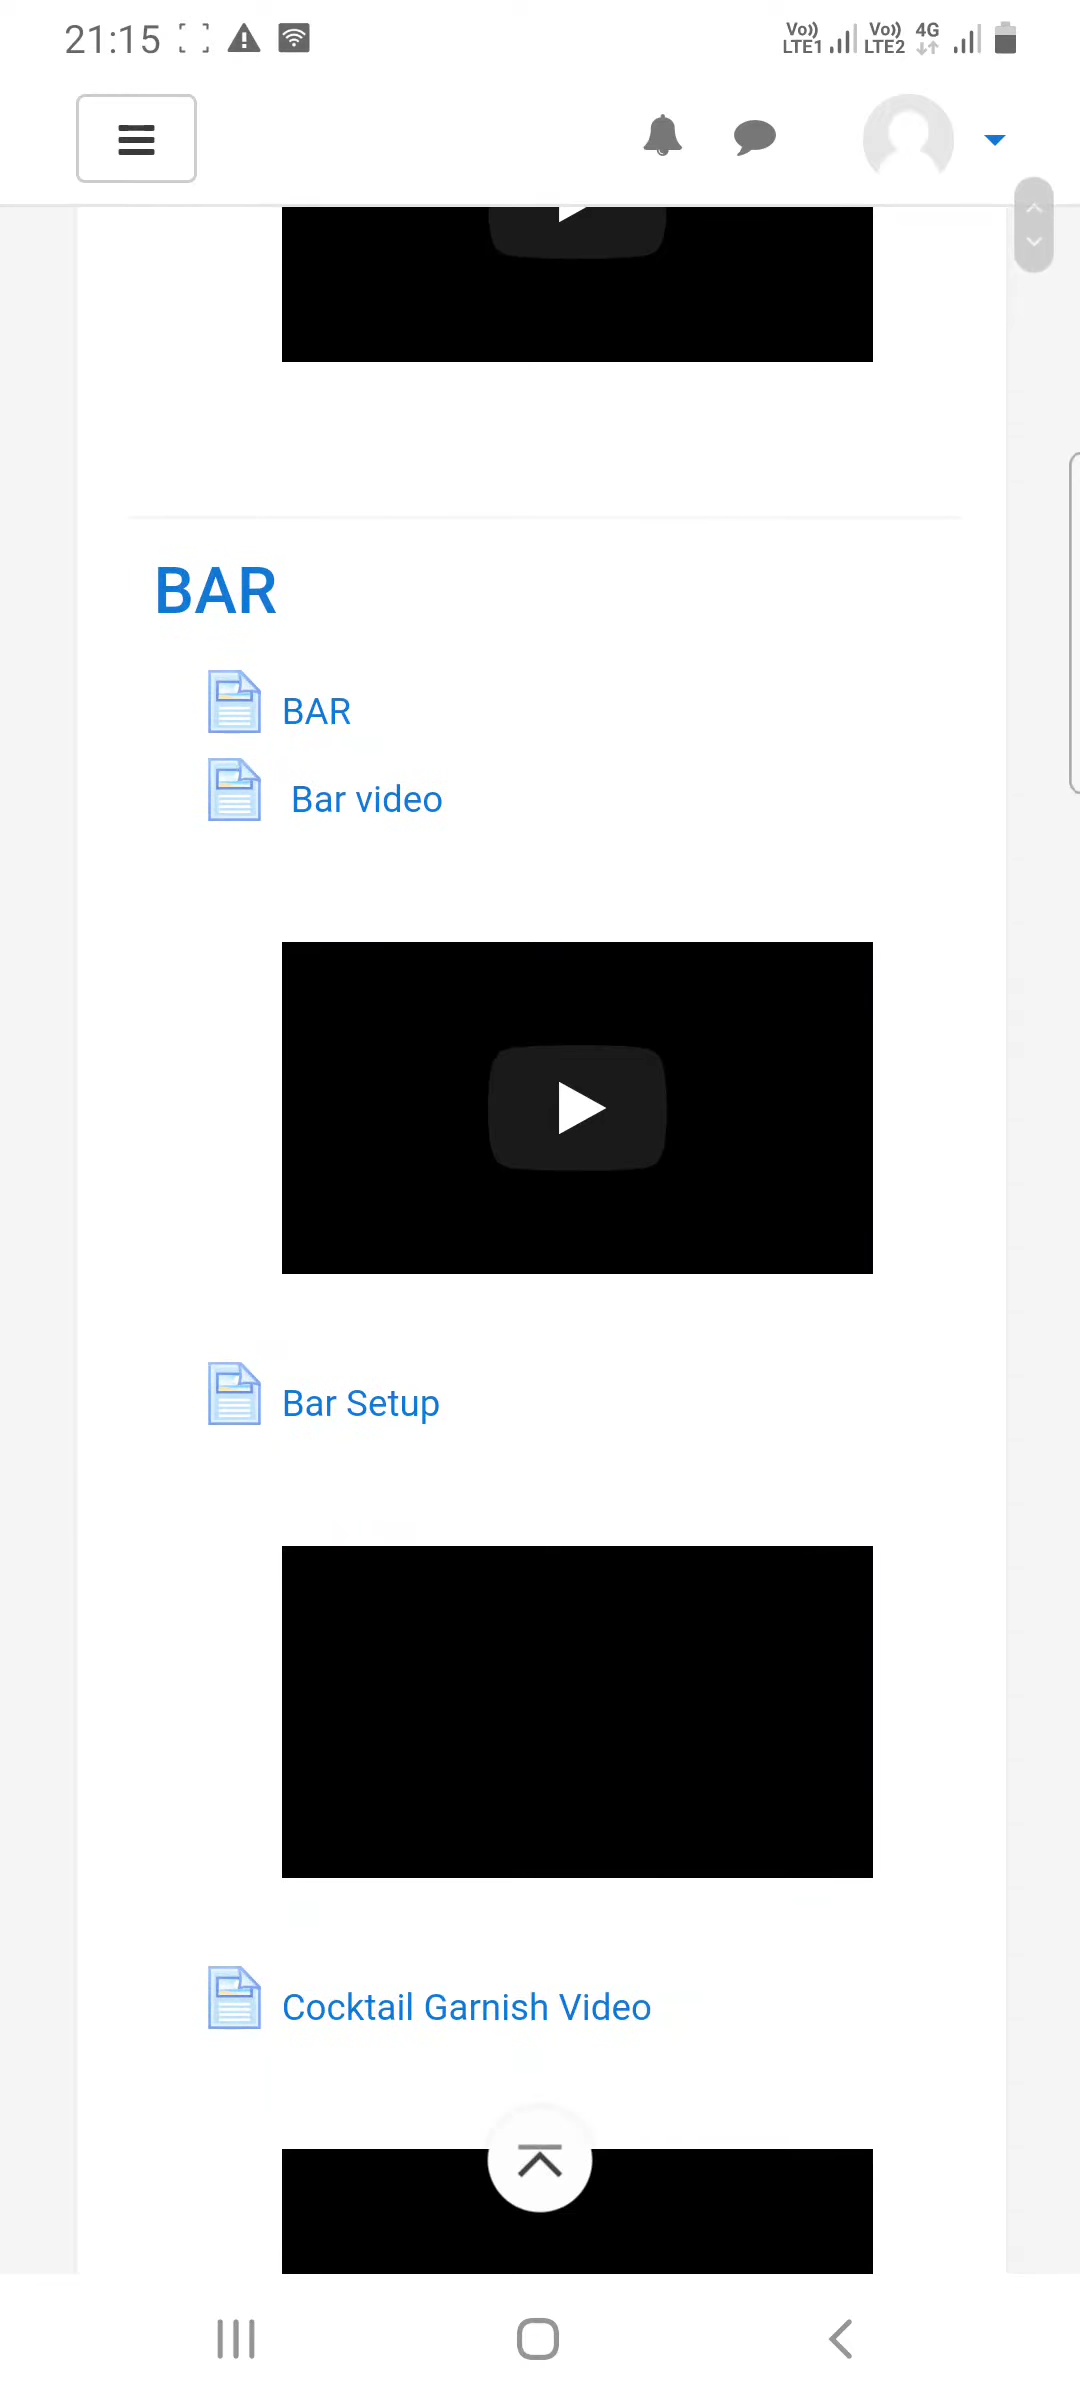 21:15
Vo)) LTE1 Vo)) LTE2 4G
BAR
BAR
Bar video
Bar Setup
Cocktail Garnish Video